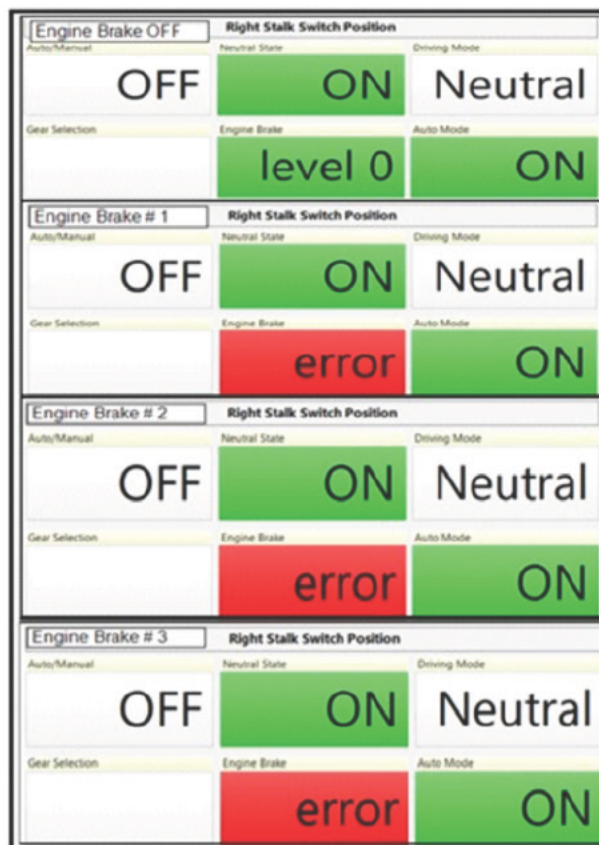 Engine Brake OFF Right Stalk Switch Position
Auto/Manual Neutral State Driving Mode
OFF ON Neutral
Gear Selection Engine Brake Auto Mode
level 0 ON
Engine Brake # 1 Right Stalk Switch Position
Auto/Manual Neutral State Driving Mode
OFF ON Neutral
Gear Selection Engine Brake Auto Mode
error ON
Engine Brake # 2 Right Stalk Switch Position
Auto/Manual Neutral State Driving Mode
OFF ON Neutral
Gear Selection Engine Brake Auto Mode
error ON
Engine Brake # 3 Right Stalk Switch Position
Auto/Manual Neutral State Driving Mode
OFF ON Neutral
Gear Selection Engine Brake Auto Mode
error ON